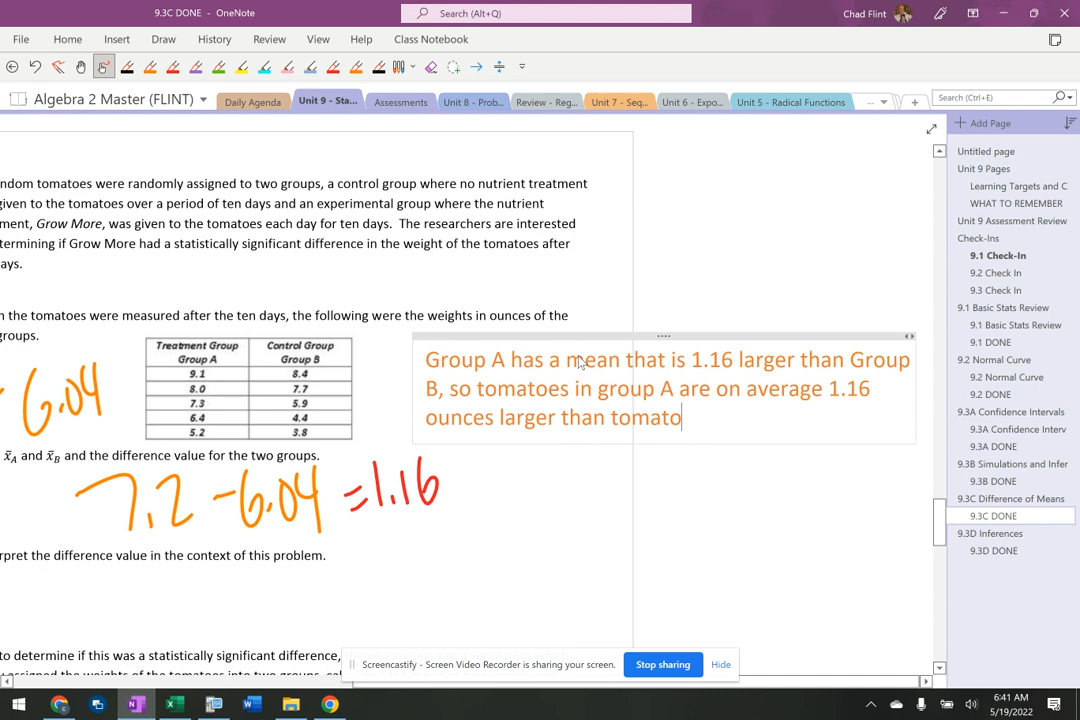 9.3C DONE - OneNote
Search (Alt+Q)
Chad Flint
File Home Insert Draw History Review View Help Class Notebook
Algebra 2 Master (FLINT)
Daily Agenda
Unit 9 - Sta...
Assessments
Unit 8 - Prob...
Review - Reg...
Unit 7 - Seq...
Unit 6 - Expo...
Unit 5 - Radical Functions
...
Search (Ctrl+E)
Add Page
Untitled page
Unit 9 Pages
Learning Targets and C
WHAT TO REMEMBER
Unit 9 Assessment Review
Check-Ins
9.1 Check-In
9.2 Check In
9.3 Check In
9.1 Basic Stats Review
9.1 Basic Stats Review
9.1 DONE
9.2 Normal Curve
9.2 Normal Curve
9.2 DONE
9.3A Confidence Intervals
9.3A Confidence Interv
9.3A DONE
9.3B Simulations and Infer
9.3B DONE
9.3C Difference of Means
9.3C DONE
9.3D Inferences
9.3D DONE
ndom tomatoes were randomly assigned to two groups, a control group where no nutrient treatment
given to the tomatoes over a period of ten days and an experimental group where the nutrient
ment, Grow More, was given to the tomatoes each day for ten days. The researchers are interested
termining if Grow More had a statistically significant difference in the weight of the tomatoes after
ays.
n the tomatoes were measured after the ten days, the following were the weights in ounces of the
groups.
Treatment Group Group A Control Group Group B
9.1 8.4
8.0 7.7
7.3 5.9
6.4 4.4
5.2 3.8
- 6.04
Group A has a mean that is 1.16 larger than Group
B, so tomatoes in group A are on average 1.16
ounces larger than tomato
x̄A and x̄B and the difference value for the two groups.
7.2 - 6.04 = 1.16
rpret the difference value in the context of this problem.
to determine if this was a statistically significant difference,
Screencastify - Screen Video Recorder is sharing your screen.
Stop sharing
Hide
6:41 AM
5/19/2022